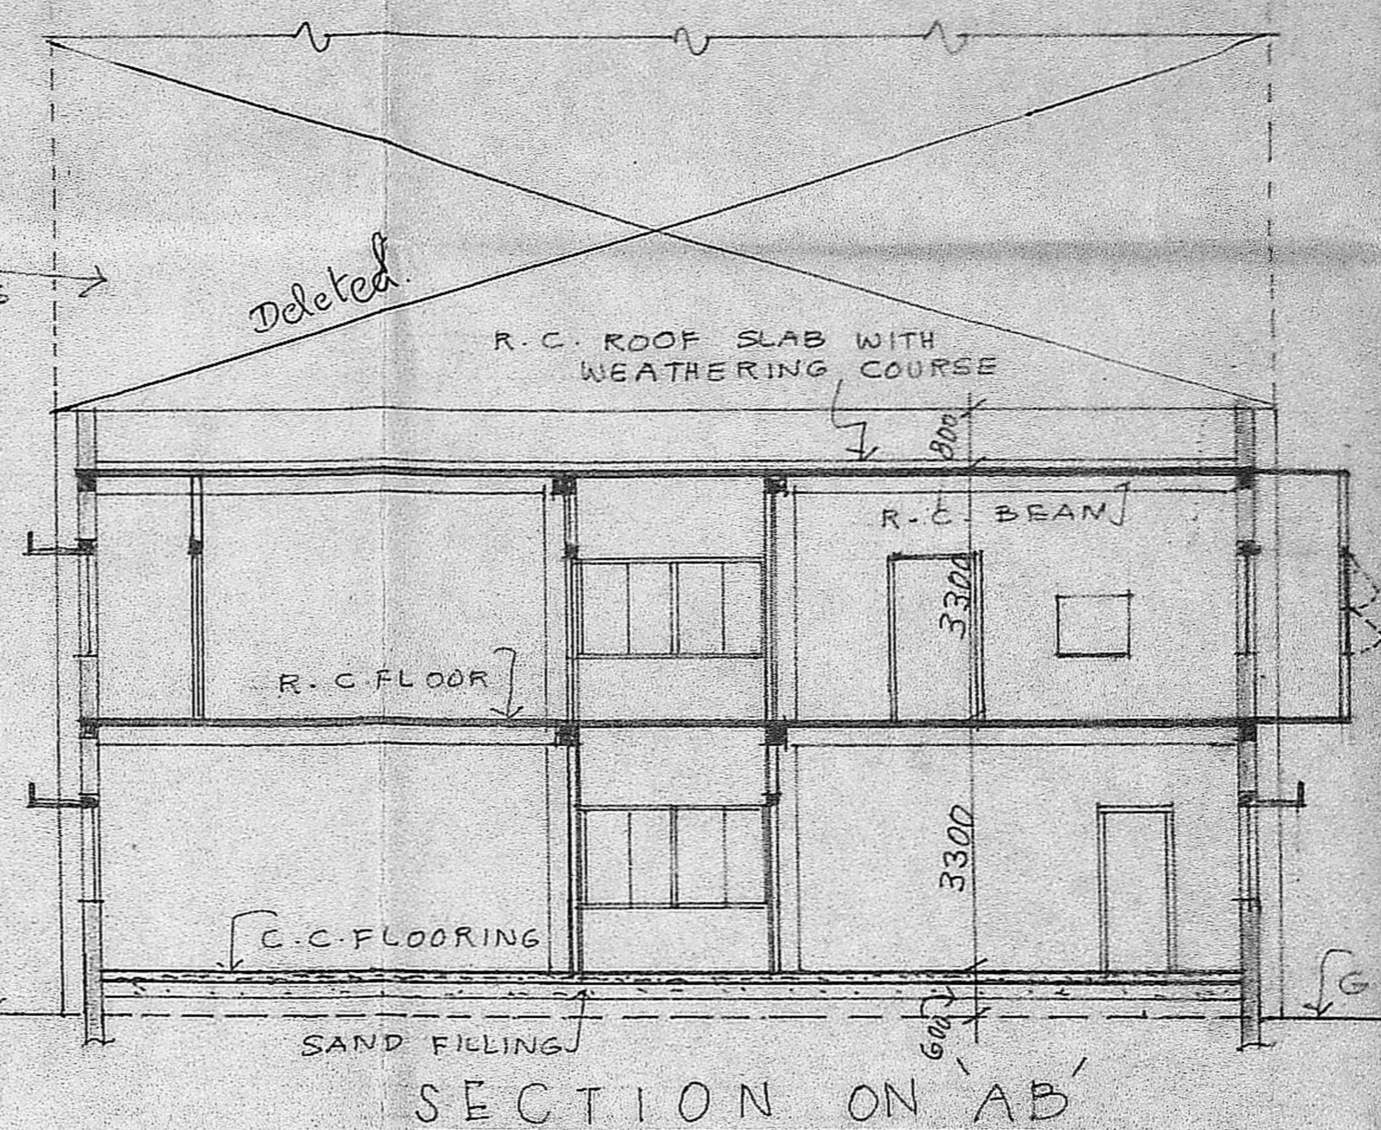 Deleted.
R.C. ROOF SLAB WITH
WEATHERING COURSE
800
R.C. BEAM
3300
R.C.FLOOR
3300
C.C.FLOORING
G
SAND FILLING
600
SECTION ON 'AB'